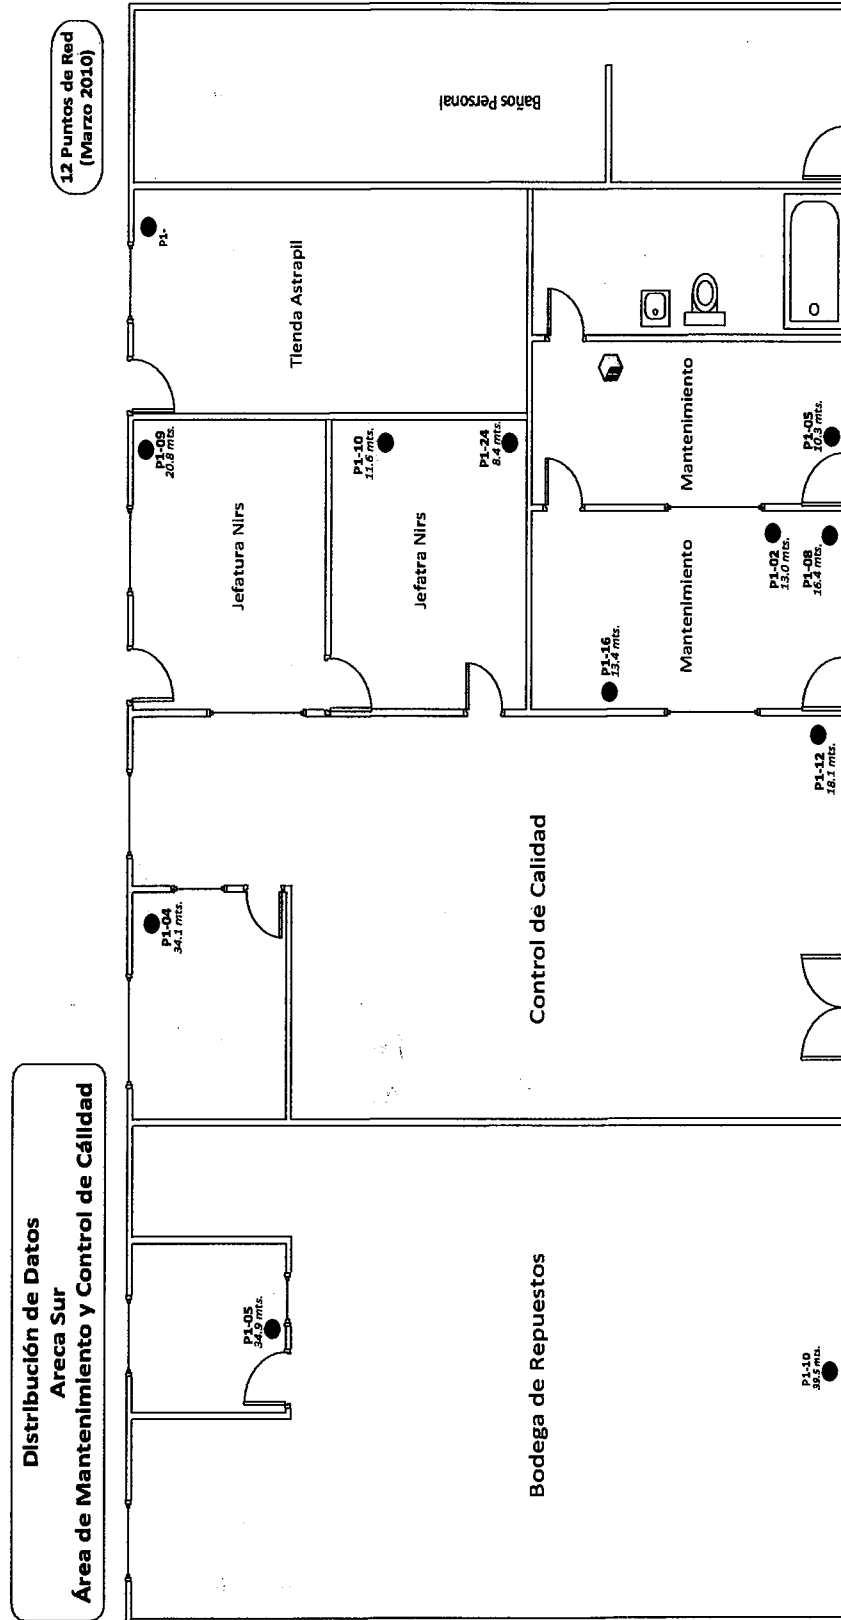 Distribución de Datos
Areca Sur
Área de Mantenimiento y Control de Cálidad
12 Puntos de Red
(Marzo 2010)
P1-04
34.1 mts.
P1-09
20.8 mts.
P1-
Jefatura Nirs
Tienda Astrapil
P1-05
34.9 mts.
P1-10
11.6 mts.
Jefatra Nirs
P1-24
8.4 mts.
Baños Personal
Bodega de Repuestos
Control de Calidad
P1-16
13.4 mts.
Mantenimiento
Mantenimiento
P1-02
13.0 mts.
P1-10
39.5 mts.
P1-12
18.1 mts.
P1-08
16.4 mts.
P1-05
10.3 mts.